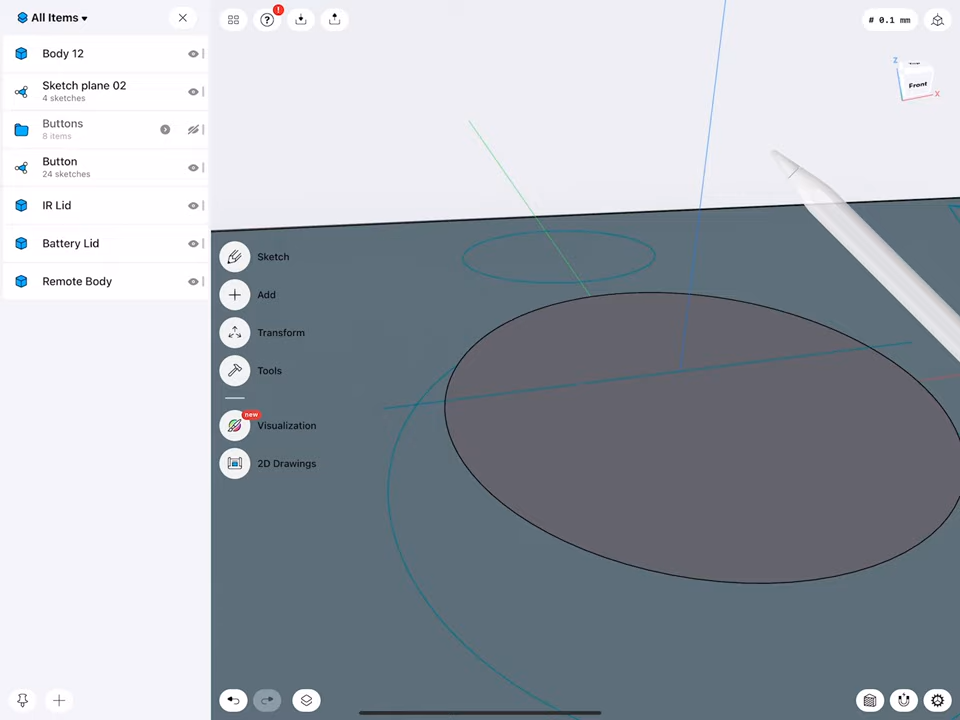 All Items ▾
Body 12
Sketch plane 02
4 sketches
Buttons
8 items
Button
24 sketches
IR Lid
Battery Lid
Remote Body
?
!
# 0.1 mm
Z
Front
X
Sketch
Add
Transform
Tools
new
Visualization
2D Drawings